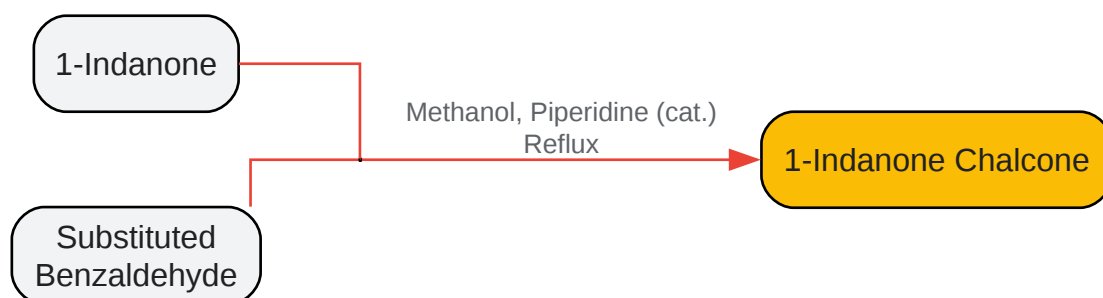 1-Indanone
Methanol, Piperidine (cat.)
Reflux
1-Indanone Chalcone
Substituted
Benzaldehyde